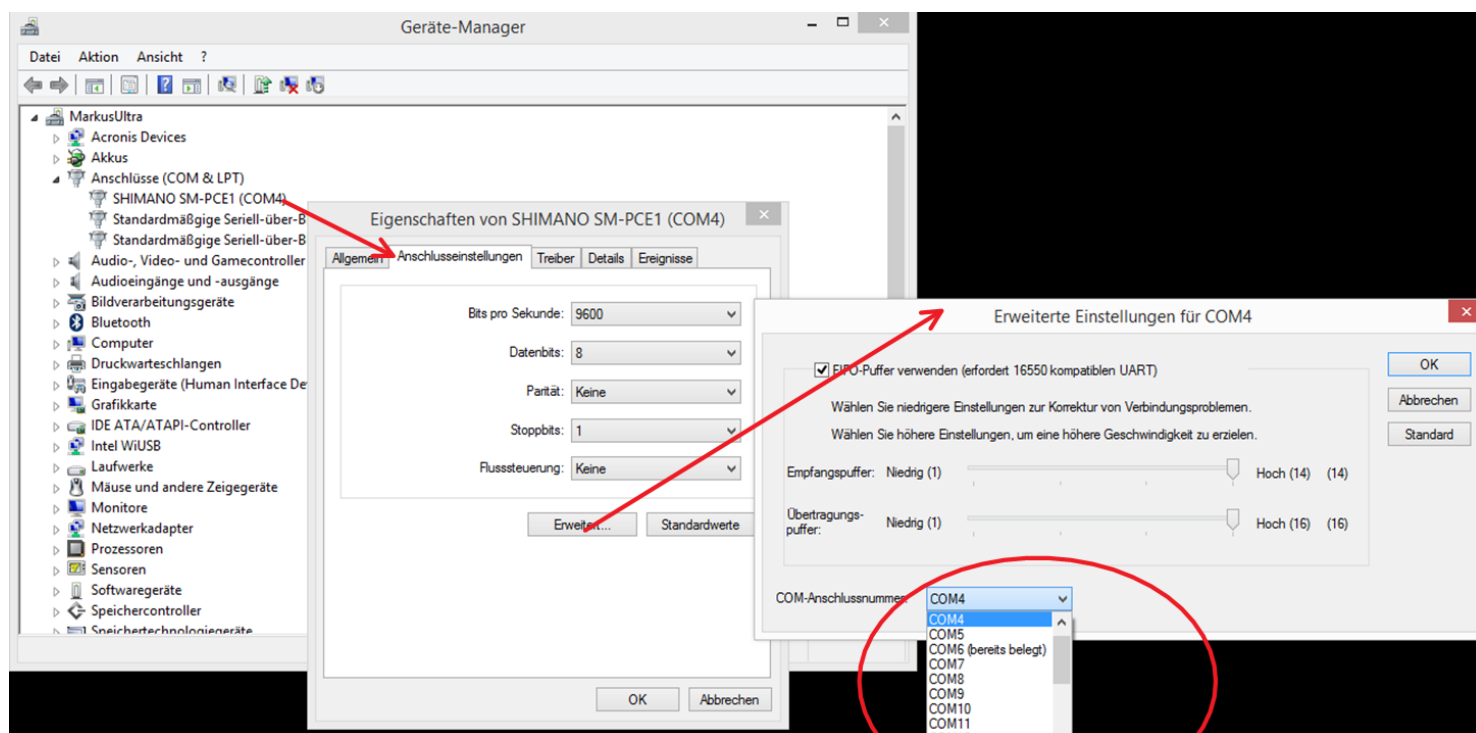 Geräte-Manager
Datei Aktion Ansicht ?
MarkusUltra
Acronis Devices
Akkus
Anschlüsse (COM & LPT)
SHIMANO SM-PCE1 (COM4)
Standardmäßgige Seriell-über-B
Standardmäßgige Seriell-über-B
Audio-, Video- und Gamecontroller
Audioeingänge und -ausgänge
Bildverarbeitungsgeräte
Bluetooth
Computer
Druckwarteschlangen
Eingabegeräte (Human Interface De
Grafikkarte
IDE ATA/ATAPI-Controller
Intel WiUSB
Laufwerke
Mäuse und andere Zeigegeräte
Monitore
Netzwerkadapter
Prozessoren
Sensoren
Softwaregeräte
Speichercontroller
Speichertechnologiegeräte
Eigenschaften von SHIMANO SM-PCE1 (COM4)
Allgemein Anschlusseinstellungen Treiber Details Ereignisse
Bits pro Sekunde: 9600
Datenbits: 8
Parität: Keine
Stoppbits: 1
Flusssteuerung: Keine
Erweitert... Standardwerte
OK Abbrechen
Erweiterte Einstellungen für COM4
FIFO-Puffer verwenden (erfordert 16550 kompatiblen UART)
Wählen Sie niedrigere Einstellungen zur Korrektur von Verbindungsproblemen.
Wählen Sie höhere Einstellungen, um eine höhere Geschwindigkeit zu erzielen.
Empfangspuffer: Niedrig (1) Hoch (14) (14)
Übertragungs-
puffer: Niedrig (1) Hoch (16) (16)
OK
Abbrechen
Standard
COM-Anschlussnummer: COM4
COM4
COM5
COM6 (bereits belegt)
COM7
COM8
COM9
COM10
COM11